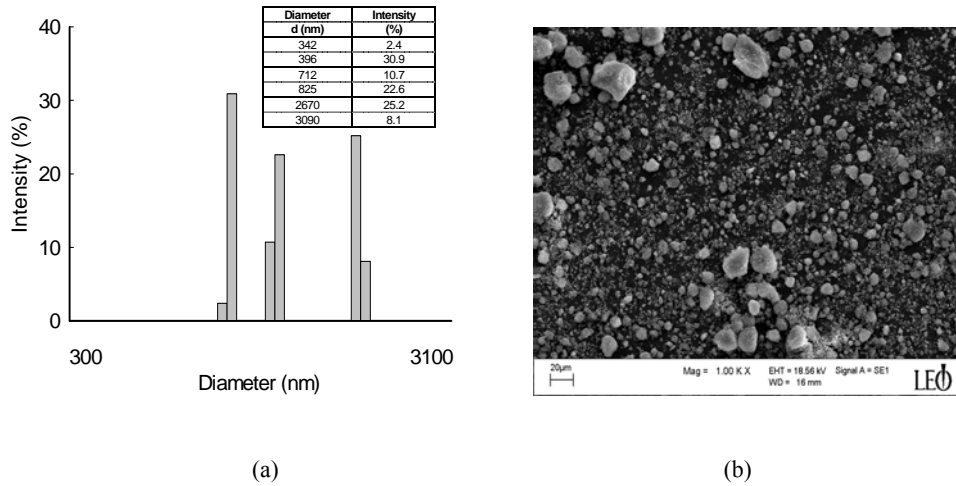 40
30
20
10
0
Intensity (%)
300 3100
Diameter (nm)
Diameter Intensity
d (nm) (%)
342 2.4
396 30.9
712 10.7
825 22.6
2670 25.2
3090 8.1
20µm
Mag = 1.00 K X EHT = 18.56 kV Signal A = SE1
WD = 16 mm
LEO
(a) (b)